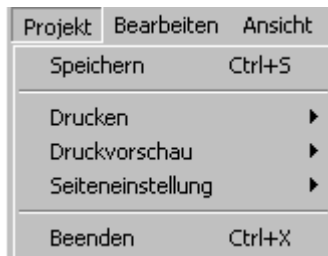 Projekt Bearbeiten Ansicht
Speichern Ctrl+S
Drucken
Druckvorschau
Seiteneinstellung
Beenden Ctrl+X